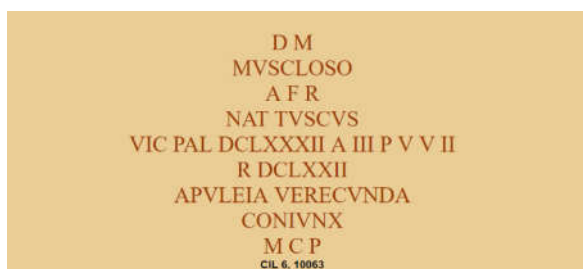 D M
MVSCLOSO
A F R
NAT TVSCVS
VIC PAL DCLXXXII A III P V V II
R DCLXXII
APVLEIA VERECVNDA
CONIVNX
M C P
CIL 6. 10063